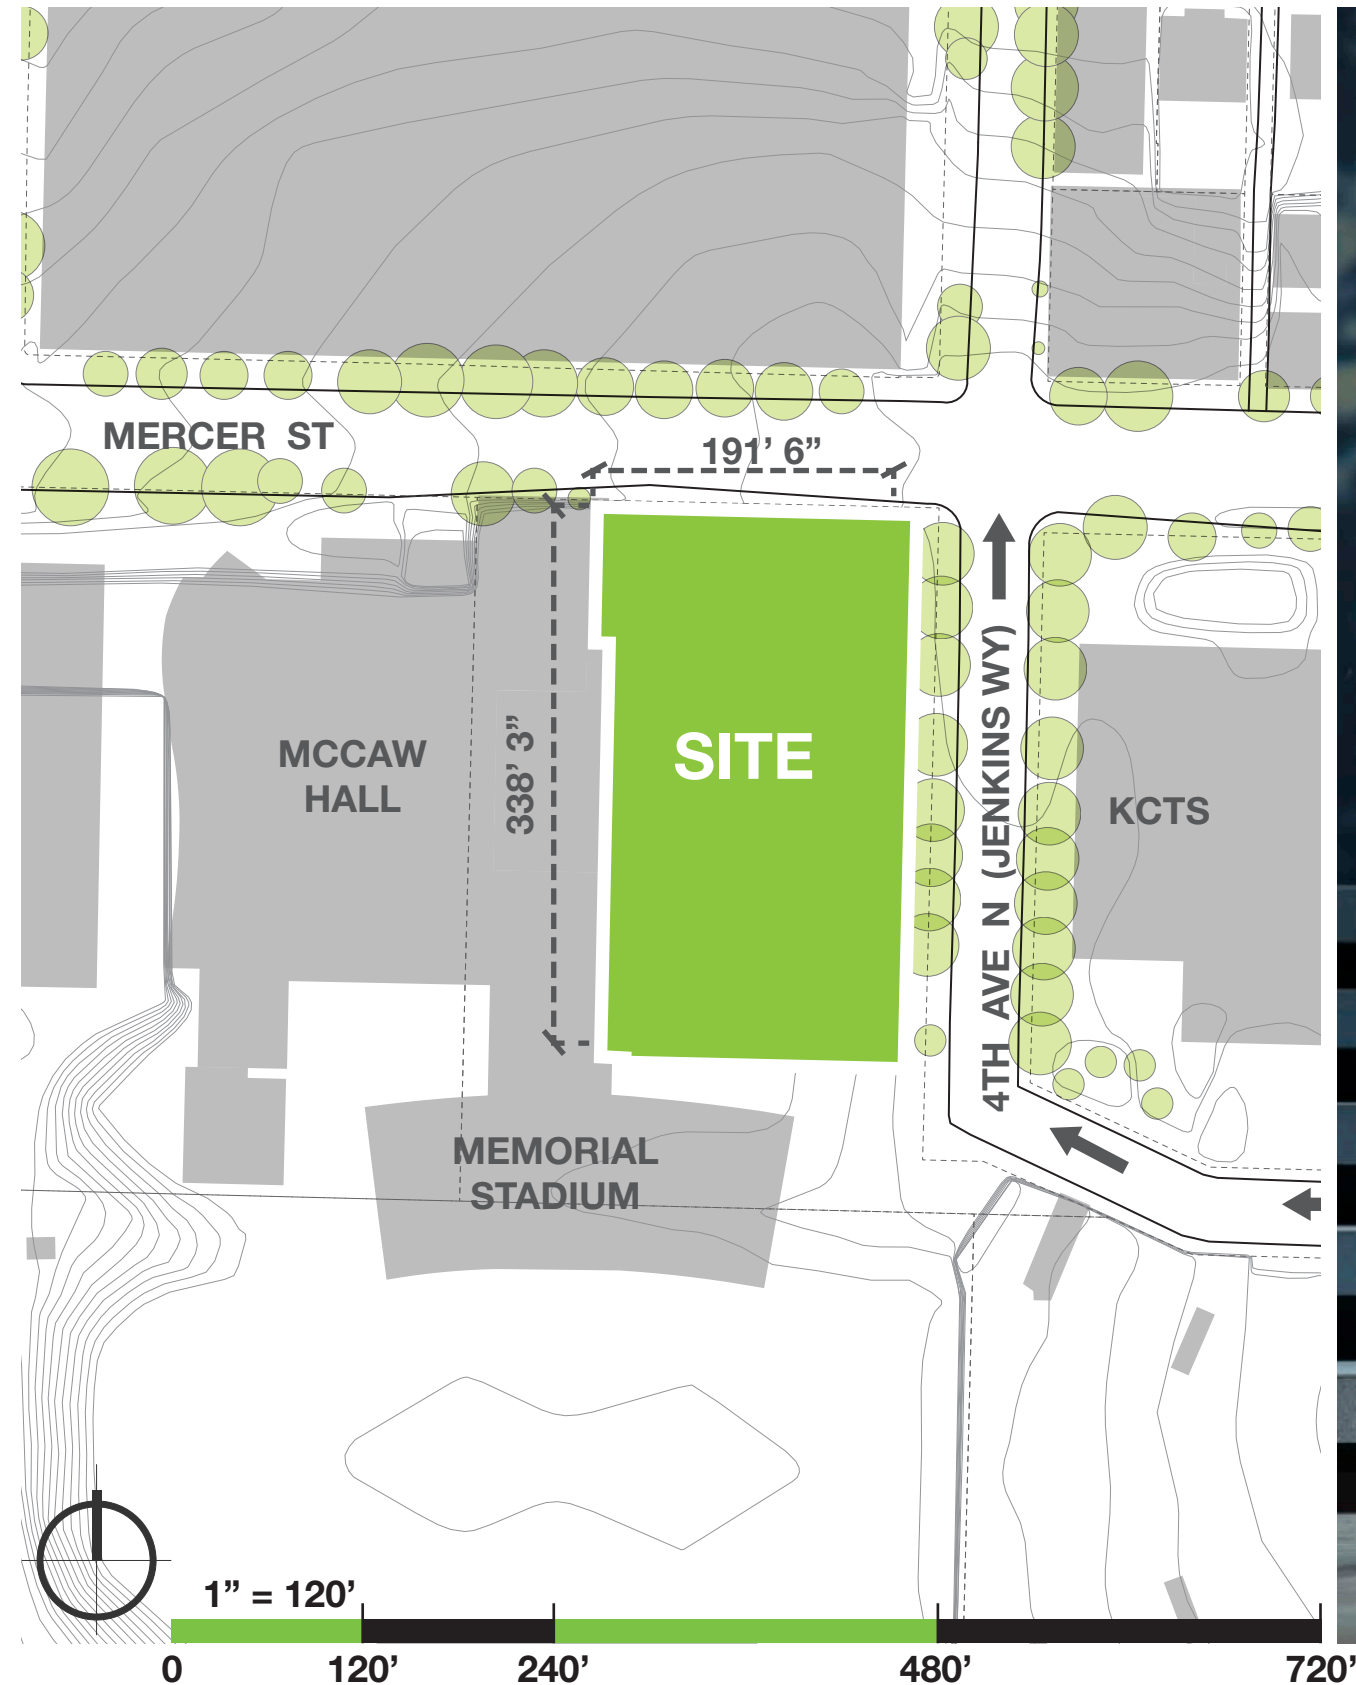 MERCER ST
191’ 6”
SITE
338’ 3”
MCCAW
HALL
4TH AVE N (JENKINS WY)
KCTS
MEMORIAL
STADIUM
1” = 120’
0 120’ 240’ 480’ 720’